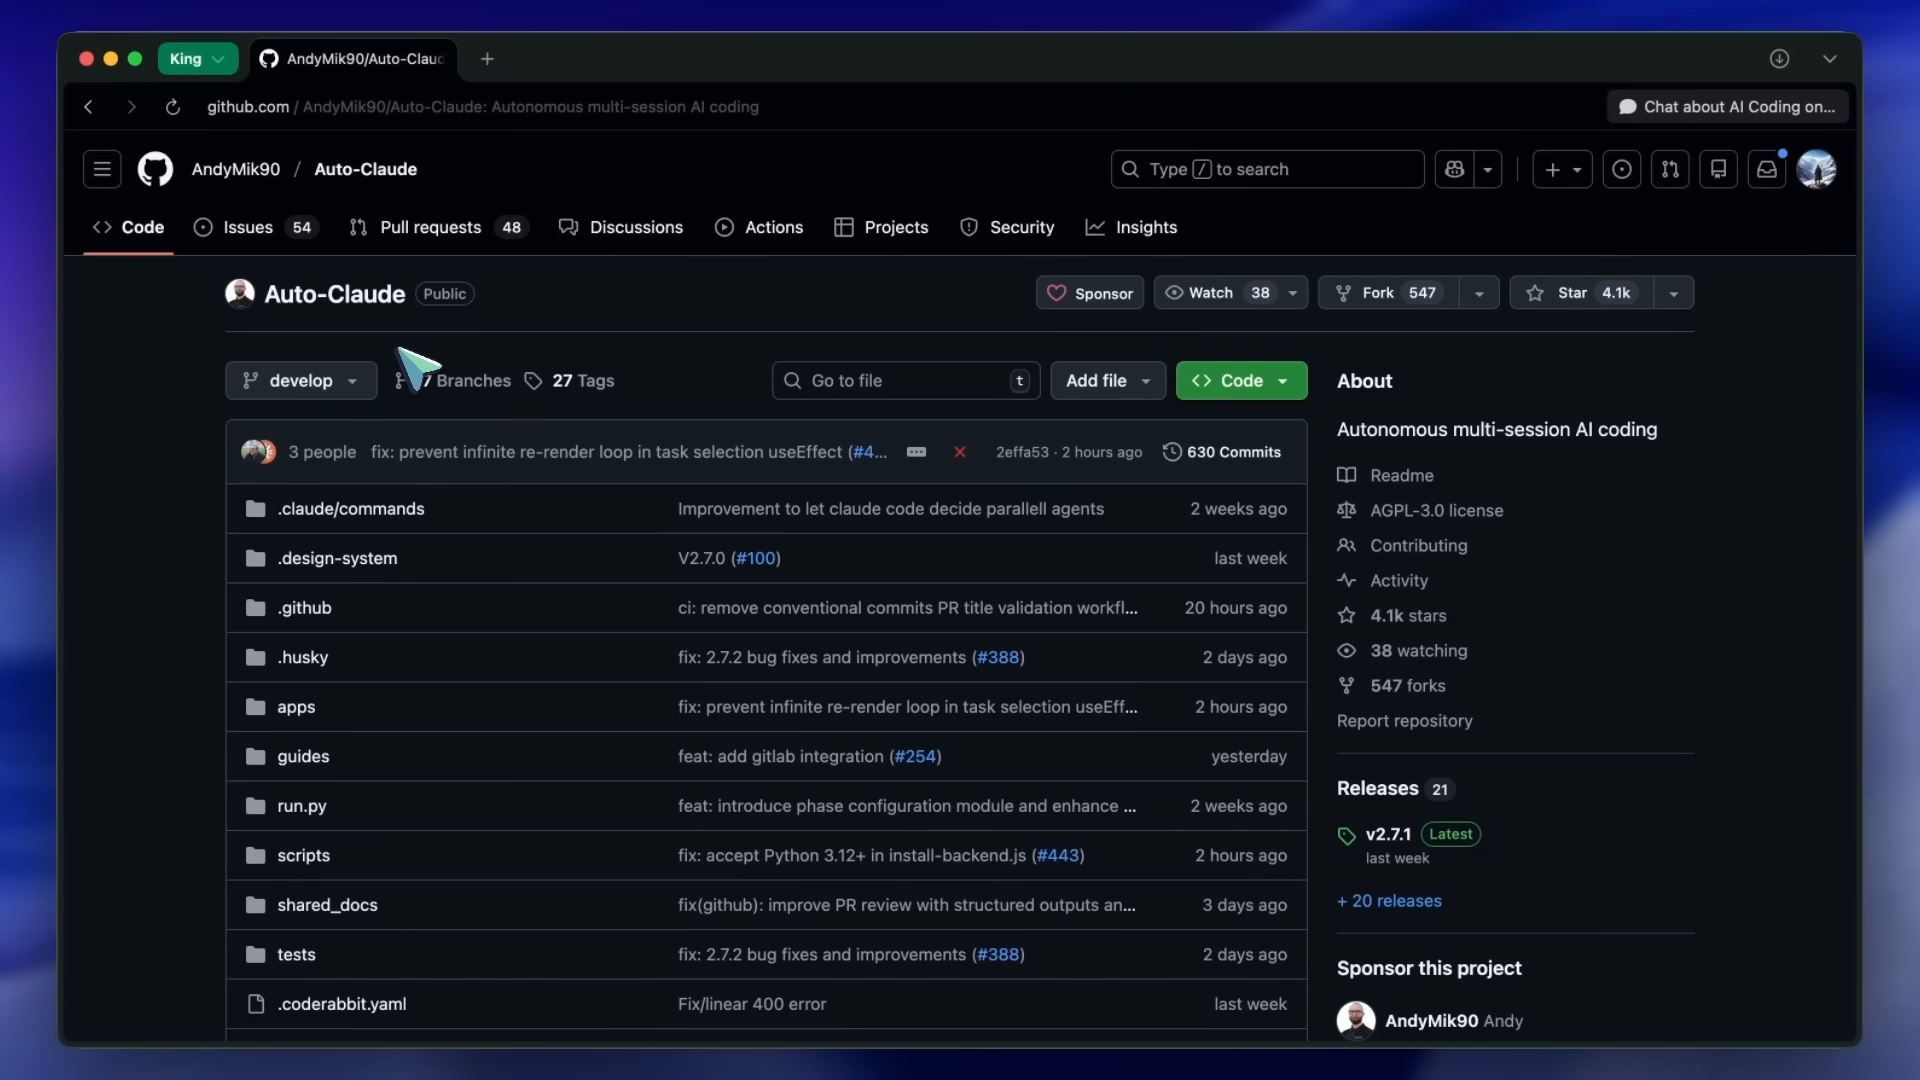 King
AndyMik90/Auto-Clau
github.com / AndyMik90/Auto-Claude: Autonomous multi-session AI coding
Chat about AI Coding on...
AndyMik90 / Auto-Claude
Type / to search
Code
Issues 54
Pull requests 48
Discussions
Actions
Projects
Security
Insights
Auto-Claude Public
Sponsor
Watch 38
Fork 547
Star 4.1k
develop
7 Branches
27 Tags
Go to file t
Add file
Code
3 people fix: prevent infinite re-render loop in task selection useEffect (#4... 2effa53 · 2 hours ago 630 Commits
.claude/commands Improvement to let claude code decide parallell agents 2 weeks ago
.design-system V2.7.0 (#100) last week
.github ci: remove conventional commits PR title validation workfl... 20 hours ago
.husky fix: 2.7.2 bug fixes and improvements (#388) 2 days ago
apps fix: prevent infinite re-render loop in task selection useEff... 2 hours ago
guides feat: add gitlab integration (#254) yesterday
run.py feat: introduce phase configuration module and enhance ... 2 weeks ago
scripts fix: accept Python 3.12+ in install-backend.js (#443) 2 hours ago
shared_docs fix(github): improve PR review with structured outputs an... 3 days ago
tests fix: 2.7.2 bug fixes and improvements (#388) 2 days ago
.coderabbit.yaml Fix/linear 400 error last week
About
Autonomous multi-session AI coding
Readme
AGPL-3.0 license
Contributing
Activity
4.1k stars
38 watching
547 forks
Report repository
Releases 21
v2.7.1 Latest
last week
+ 20 releases
Sponsor this project
AndyMik90 Andy